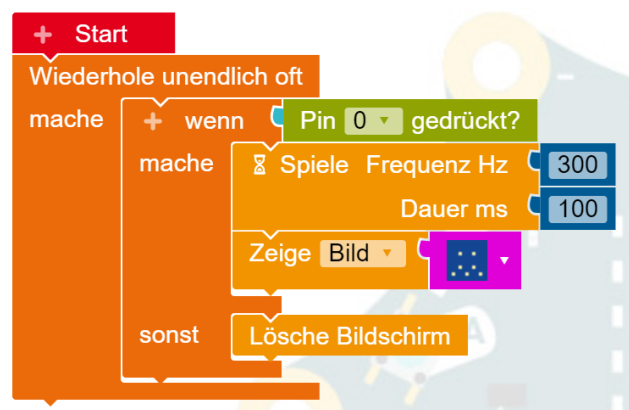 + Start
Wiederhole unendlich oft
mache + wenn Pin 0 gedrückt?
mache Spiele Frequenz Hz 300
Dauer ms 100
Zeige Bild
sonst Lösche Bildschirm
A